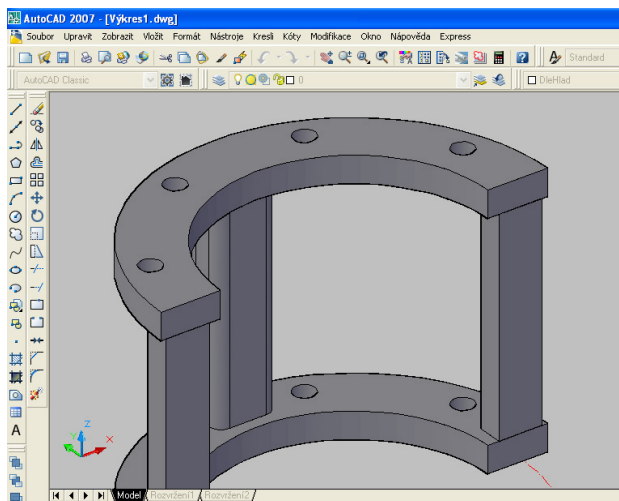 AutoCAD 2007 - [Výkres1.dwg]
Soubor Upravit Zobrazit Vložit Formát Nástroje Kresli Kóty Modifikace Okno Nápověda Express
Standard
AutoCAD Classic 0 DleHlad
Z
Y X
A
Model Rozvržení1 Rozvržení2